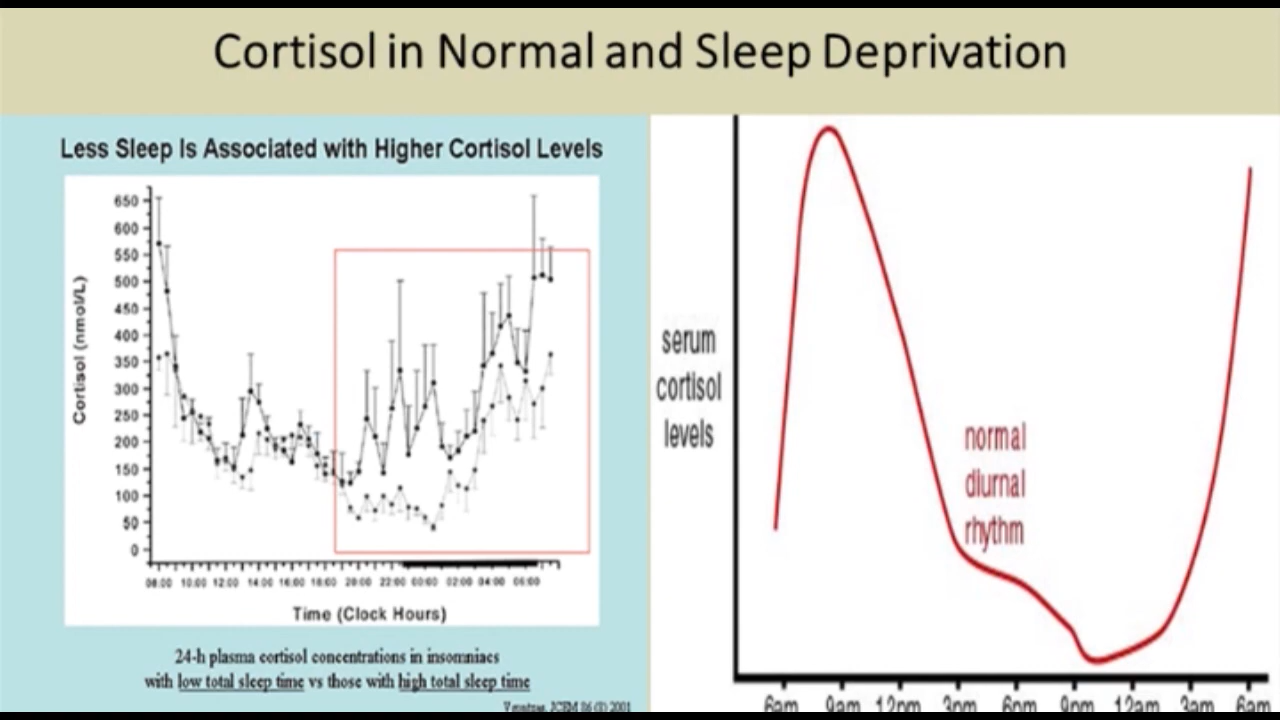 Cortisol in Normal and Sleep Deprivation
Less Sleep Is Associated with Higher Cortisol Levels
650
600
550
500
450
400
350
300
250
200
150
100
50
0
Cortisol (nmol/L)
08:00 10:00 12:00 14:00 16:00 18:00 20:00 22:00 00:00 02:00 04:00 06:00
Time (Clock Hours)
24-h plasma cortisol concentrations in insomniacs
with low total sleep time vs those with high total sleep time
JCEM 86 2001
serum
cortisol
levels
normal
diurnal
rhythm
6am 9am 12pm 3pm 6pm 9pm 12am 3am 6am